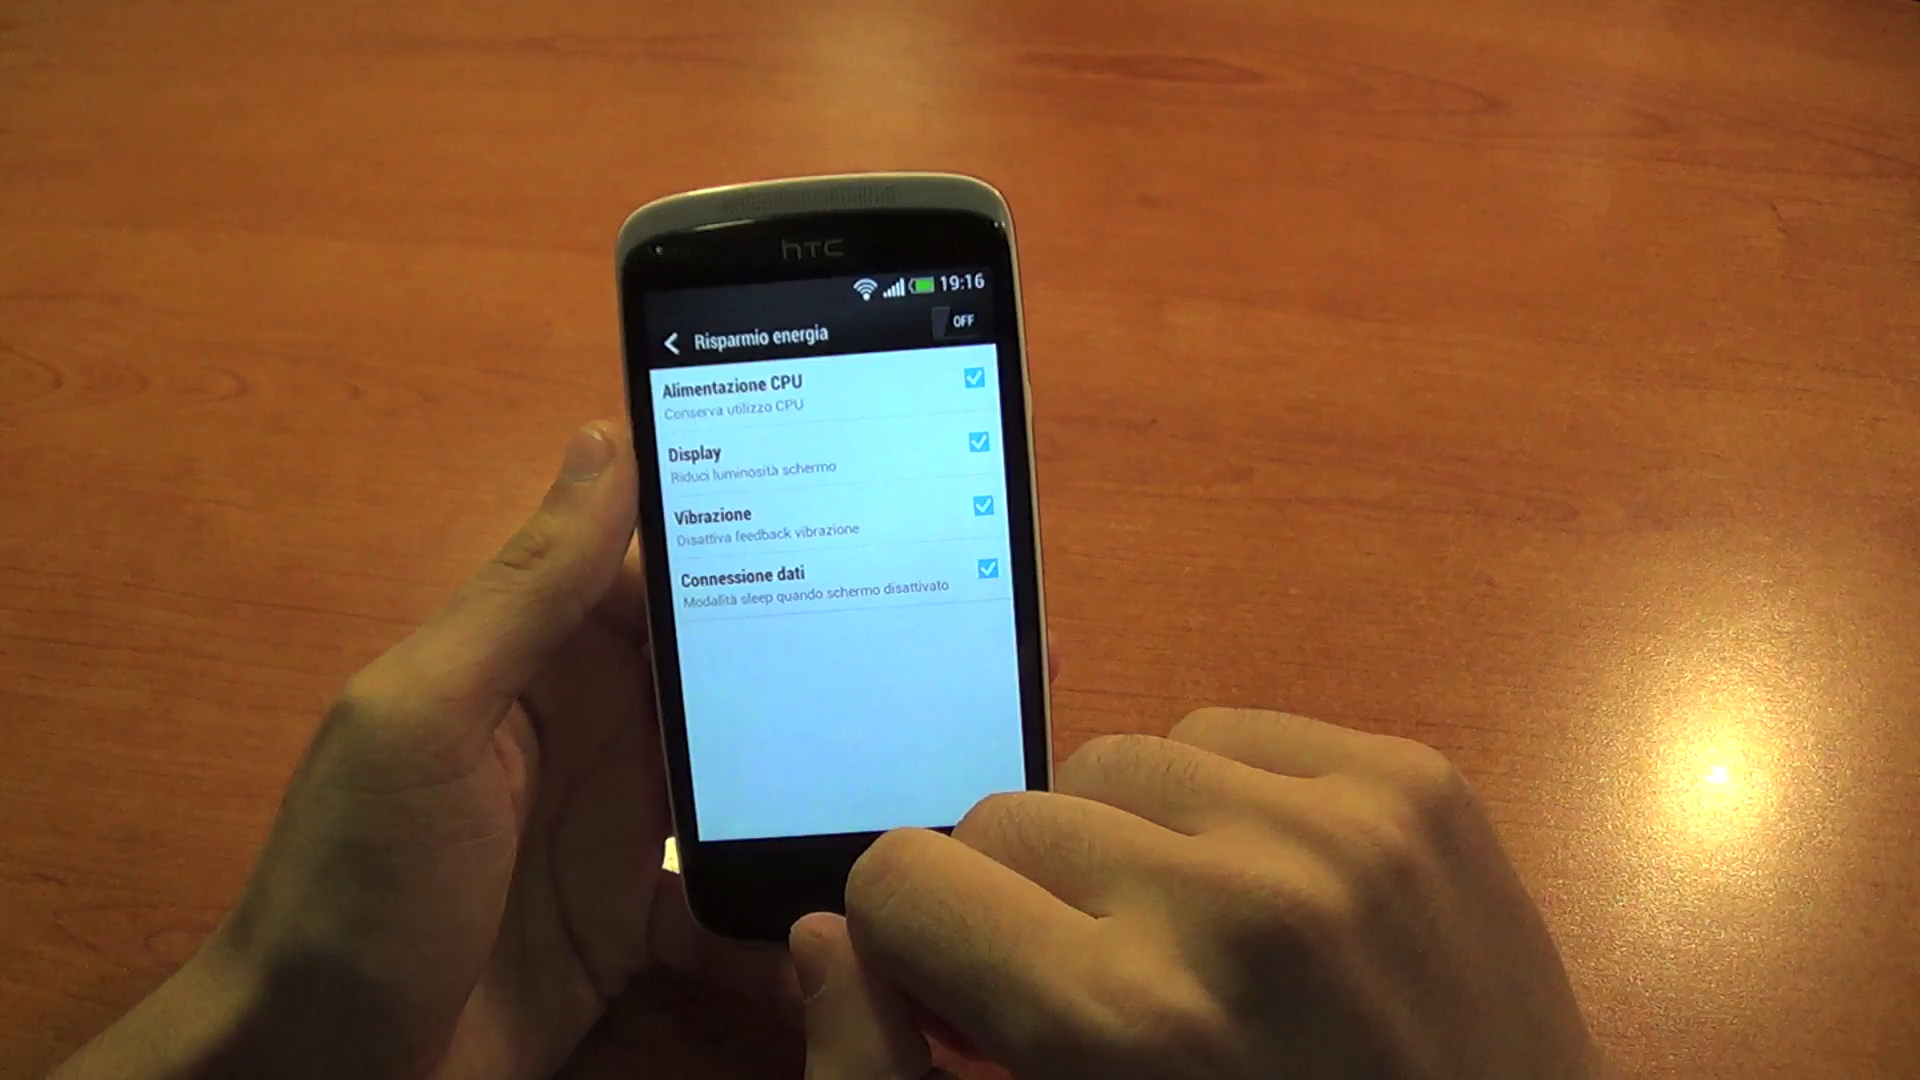 hTC
19:16
Risparmio energia
OFF
Alimentazione CPU
Conserva utilizzo CPU
Display
Riduci luminosità schermo
Vibrazione
Disattiva feedback vibrazione
Connessione dati
Modalità sleep quando schermo disattivato